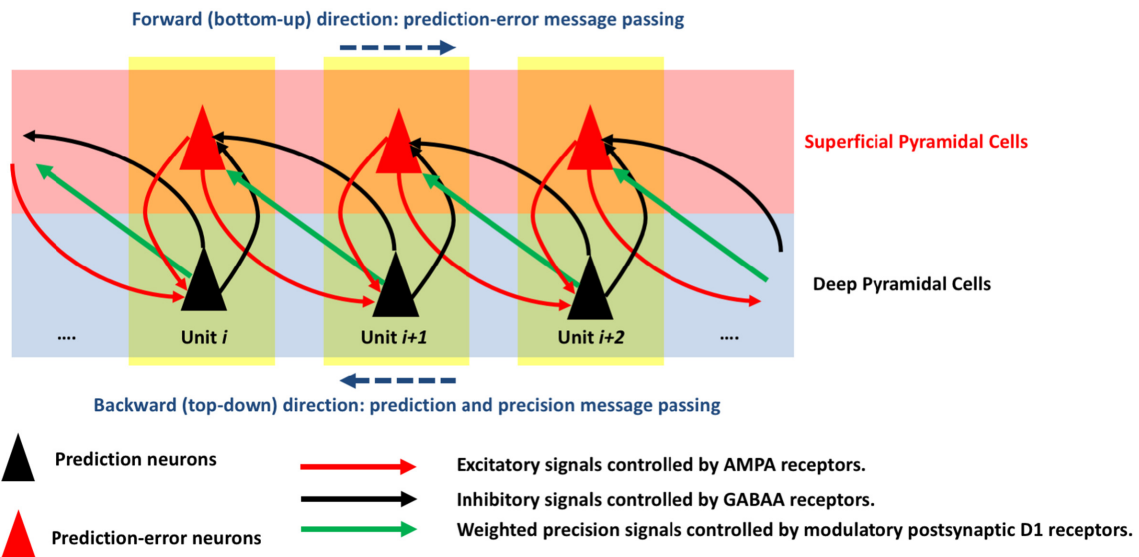 Forward (bottom-up) direction: prediction-error message passing
Superficial Pyramidal Cells
Deep Pyramidal Cells
....
Unit i
Unit i+1
Unit i+2
....
Backward (top-down) direction: prediction and precision message passing
Prediction neurons
Excitatory signals controlled by AMPA receptors.
Inhibitory signals controlled by GABAA receptors.
Weighted precision signals controlled by modulatory postsynaptic D1 receptors.
Prediction-error neurons